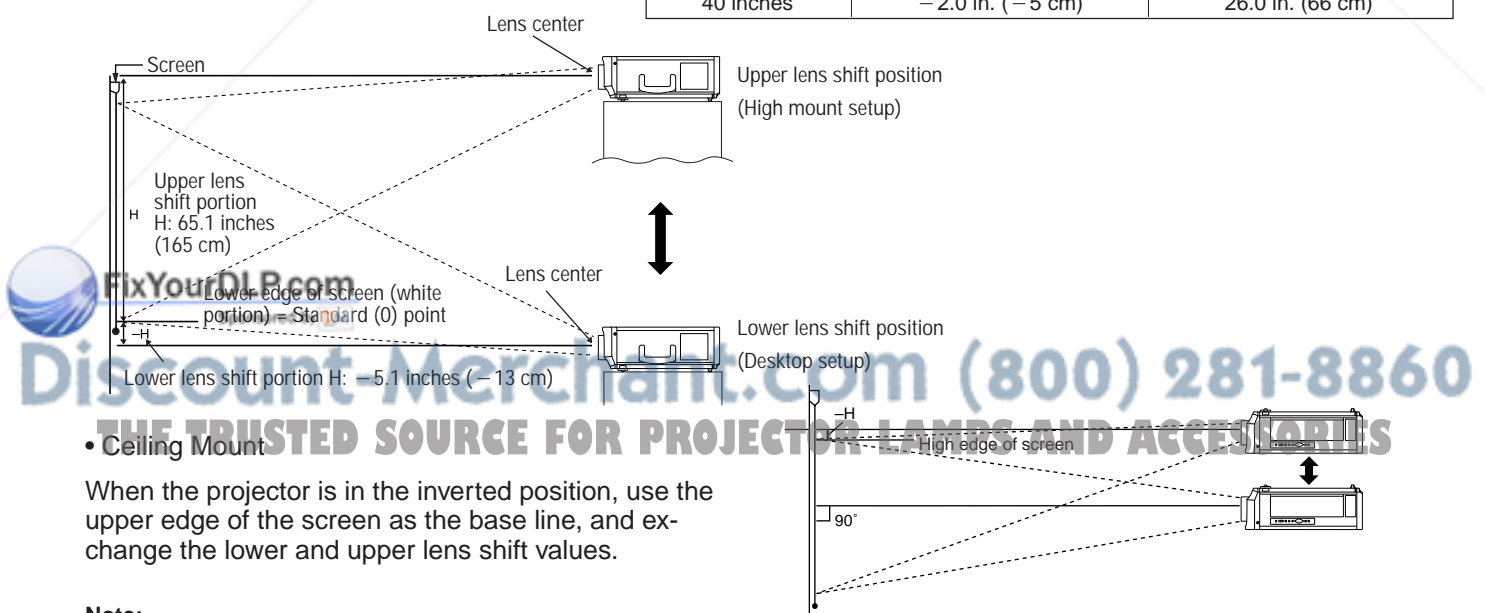 40 inches −2.0 in. (−5 cm) 26.0 in. (66 cm)
Lens center
Screen
Upper lens shift position
(High mount setup)
Upper lens
shift portion
H: 65.1 inches
(165 cm)
H
Lens center
FixYourDLP.com
Lower edge of screen (white
portion) = Standard (0) point
–H
Lower lens shift position
(Desktop setup)
Lower lens shift portion H: −5.1 inches (−13 cm)
Discount-Merchant.com (800) 281-8860
THE TRUSTED SOURCE FOR PROJECTOR LAMPS AND ACCESSORIES
–H
High edge of screen
90˚
• Ceiling Mount
When the projector is in the inverted position, use the
upper edge of the screen as the base line, and ex-
change the lower and upper lens shift values.
Note: